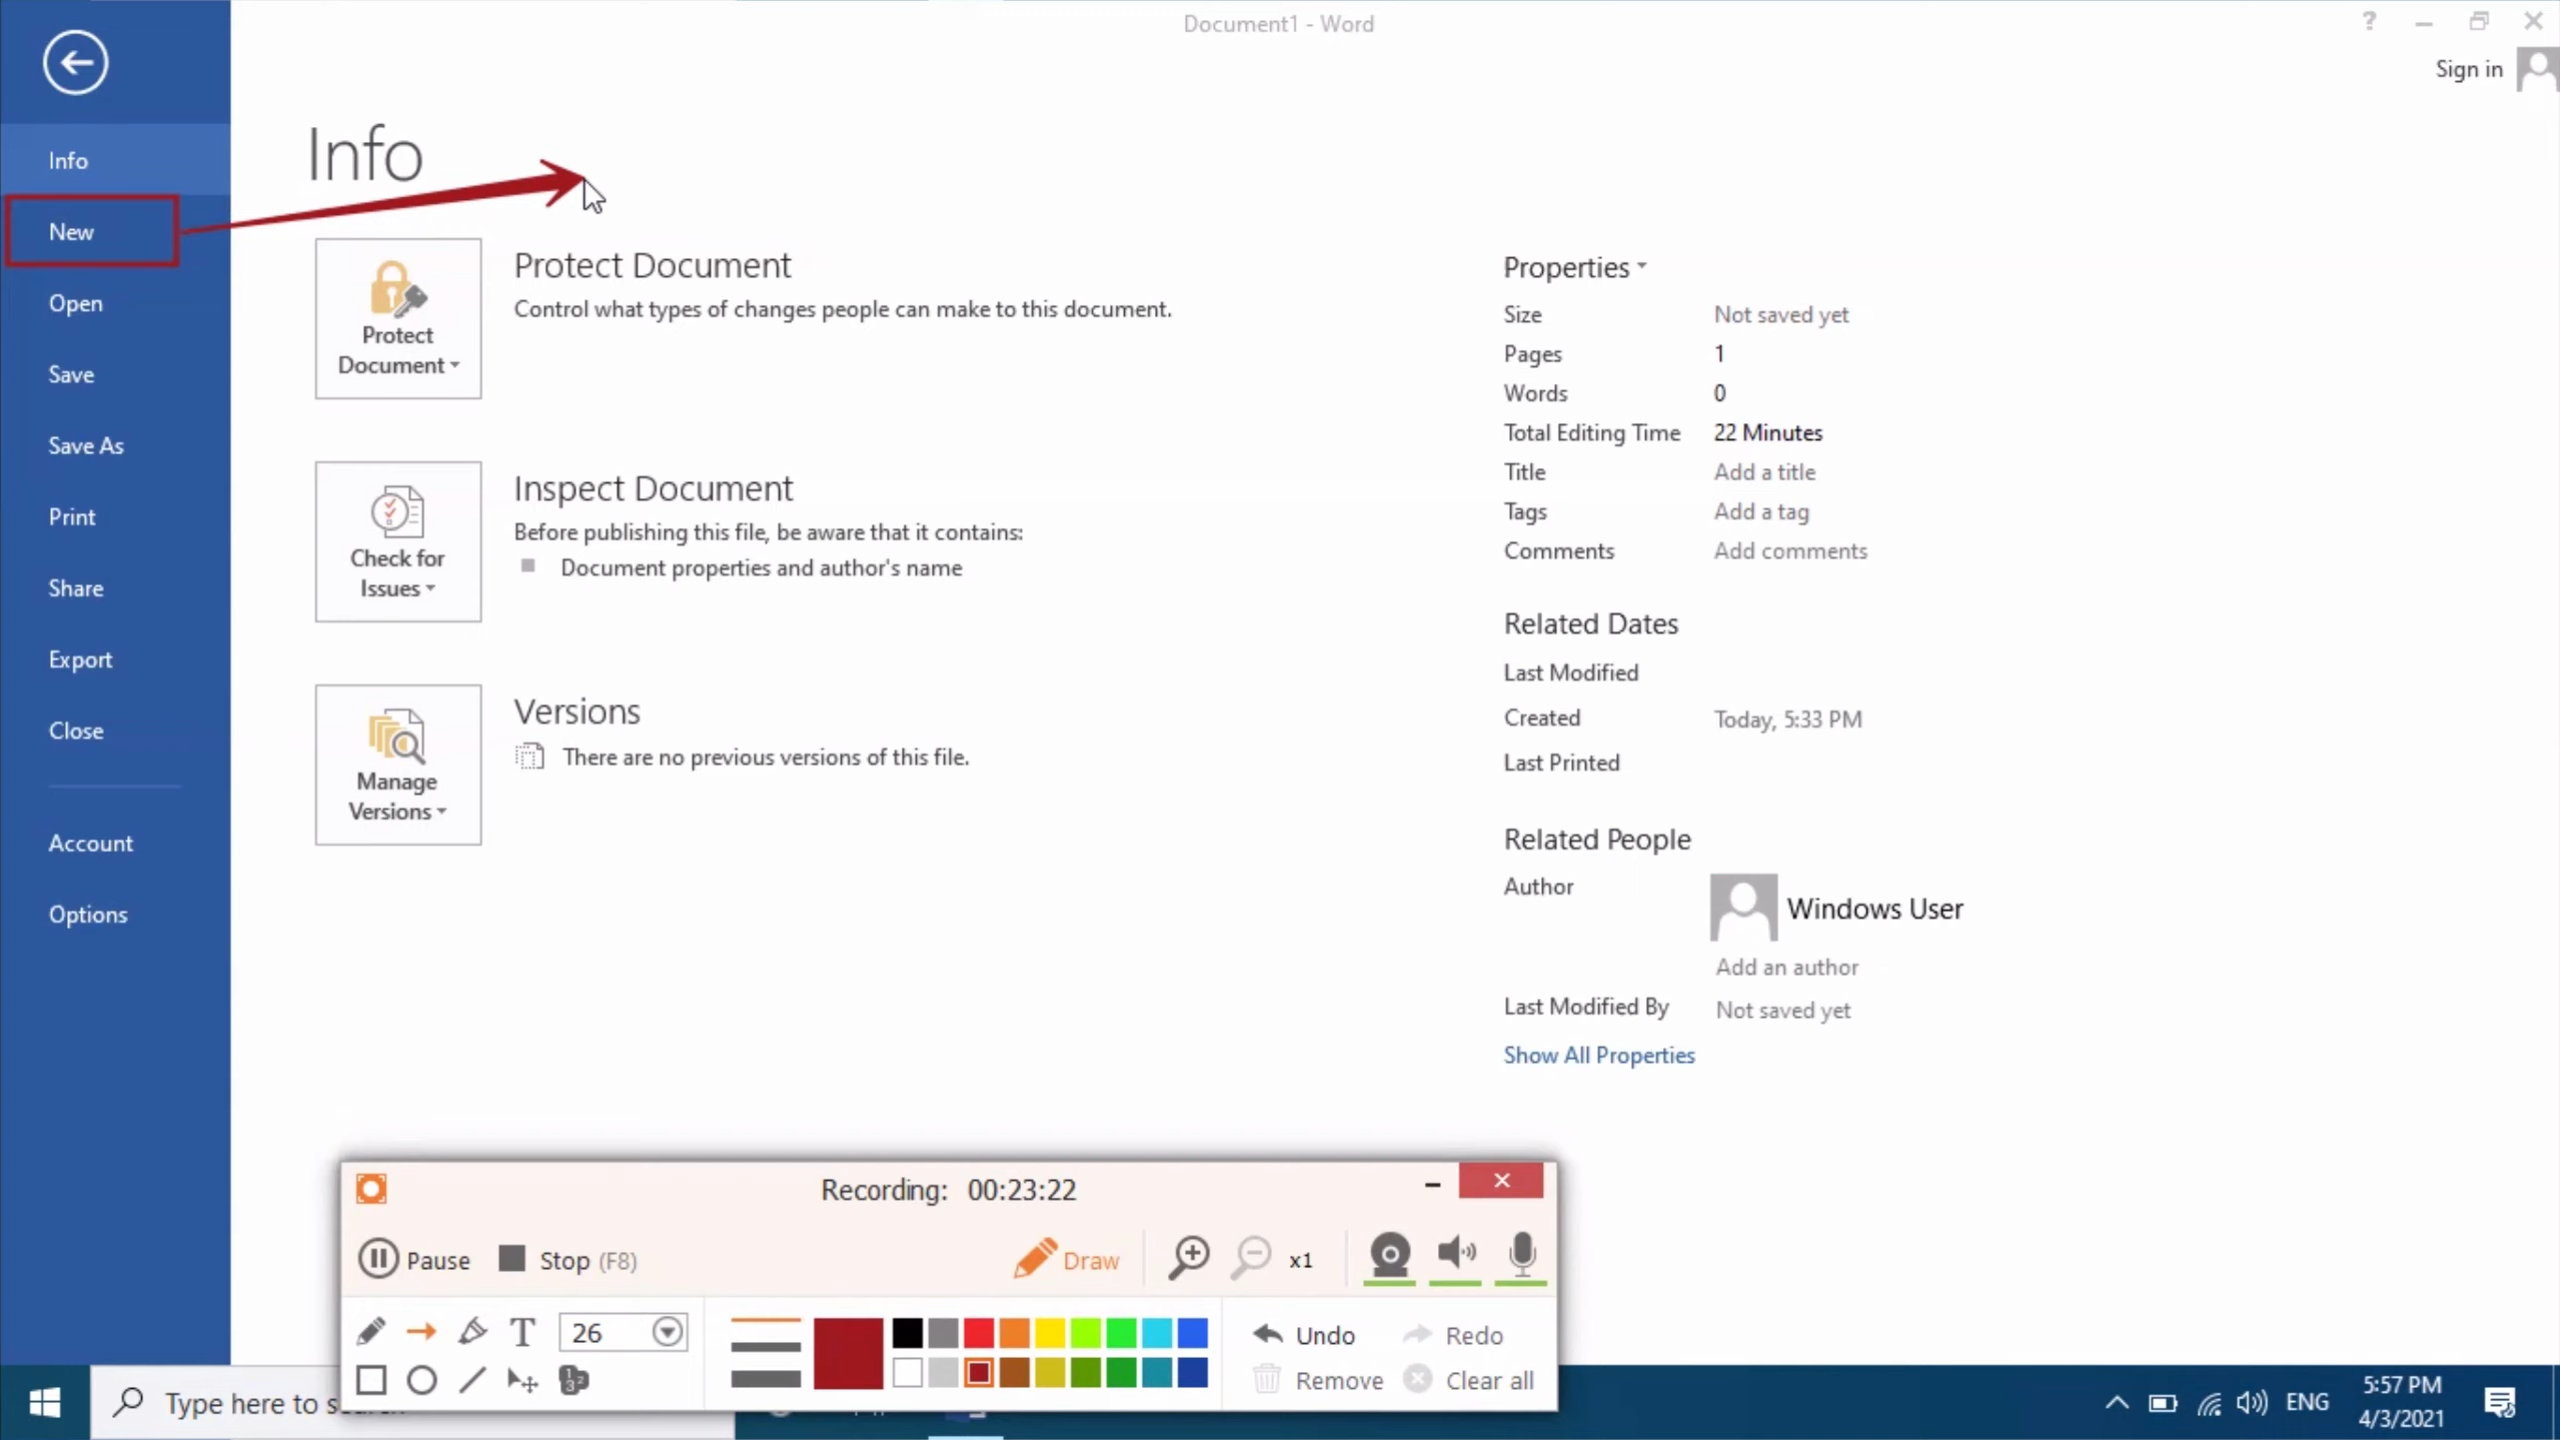 Document1 - Word
?
Sign in
Info
New
Open
Save
Save As
Print
Share
Export
Close
Account
Options
Info
Protect
Document
Protect Document
Control what types of changes people can make to this document.
Check for
Issues
Inspect Document
Before publishing this file, be aware that it contains:
Document properties and author's name
Manage
Versions
Versions
There are no previous versions of this file.
Properties
Size Not saved yet
Pages 1
Words 0
Total Editing Time 22 Minutes
Title Add a title
Tags Add a tag
Comments Add comments
Related Dates
Last Modified
Created Today, 5:33 PM
Last Printed
Related People
Author Windows User
Add an author
Last Modified By Not saved yet
Show All Properties
Recording: 00:23:22
Pause Stop (F8) Draw x1
T 26 Undo Redo
Remove Clear all
Type here to
ENG
5:57 PM
4/3/2021